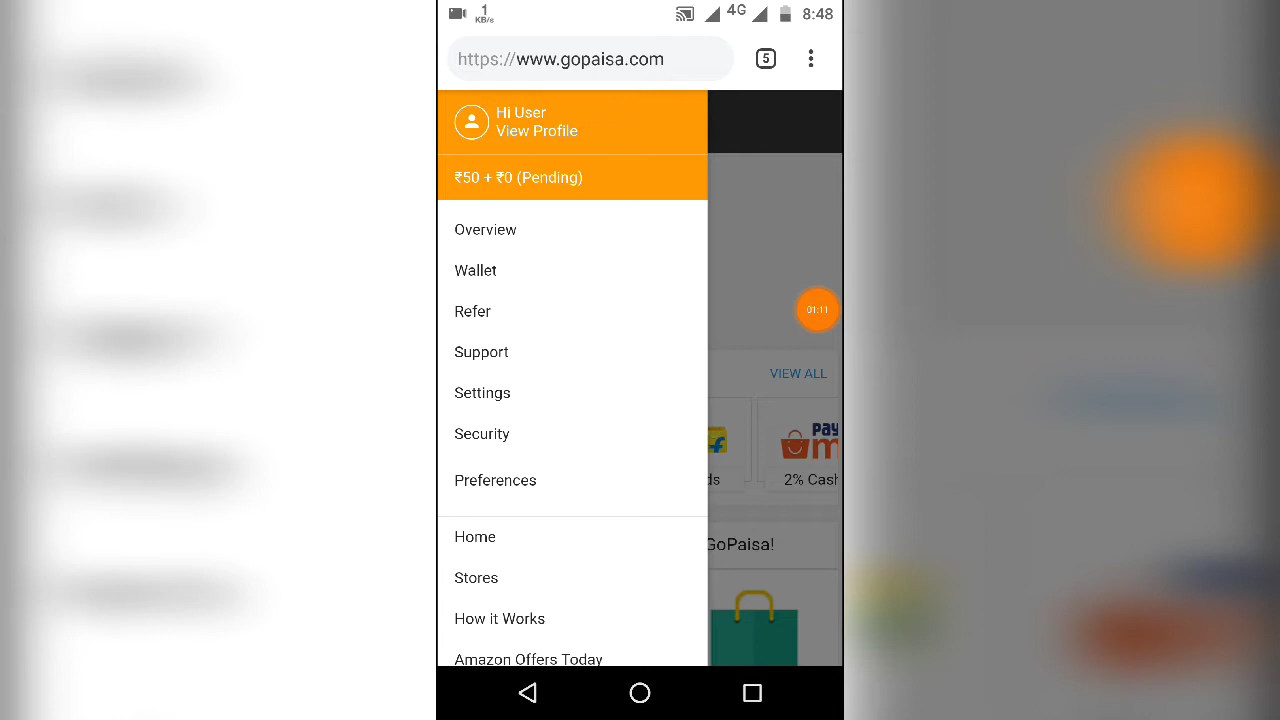 1
KB/s
4G
8:48
https://www.gopaisa.com
5
Hi User
View Profile
₹50 + ₹0 (Pending)
Overview
Wallet
Refer
01:11
Support
VIEW ALL
Settings
Security
Pay
m
Preferences
ds
2% Cash
Home
GoPaisa!
Stores
How it Works
Amazon Offers Today